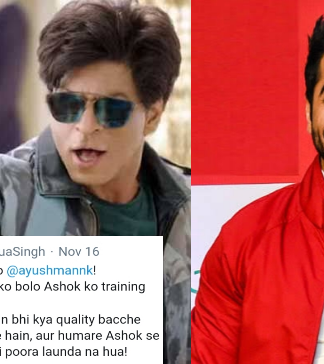 uaSingh · Nov 16
o @ayushmannk!
ko bolo Ashok ko training
n bhi kya quality bacche
e hain, aur humare Ashok se
i poora launda na hua!